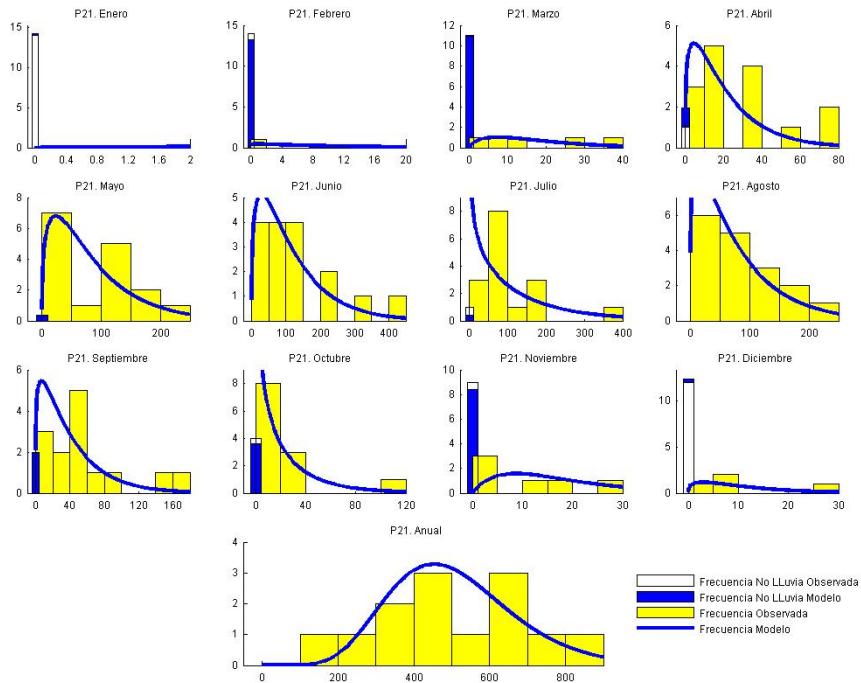 P21. Enero
P21. Febrero
P21. Marzo
P21. Abril
15
10
5
0
0 0.4 0.8 1.2 1.6 2
15
10
5
0
0 4 8 12 16 20
12
10
8
6
4
2
0
0 10 20 30 40
6
4
2
0
0 20 40 60 80
P21. Mayo
P21. Junio
P21. Julio
P21. Agosto
8
6
4
2
0
0 100 200
5
4
3
2
1
0
0 100 200 300 400
8
6
4
2
0
0 100 200 300 400
6
4
2
0
0 100 200
P21. Septiembre
P21. Octubre
P21. Noviembre
P21. Diciembre
6
4
2
0
0 40 80 120 160
8
6
4
2
0
0 40 80 120
10
8
6
4
2
0
0 10 20 30
10
5
0
0 10 20 30
P21. Anual
4
3
2
1
0
0 200 400 600 800
Frecuencia No LLuvia Observada
Frecuencia No LLuvia Modelo
Frecuencia Observada
Frecuencia Modelo